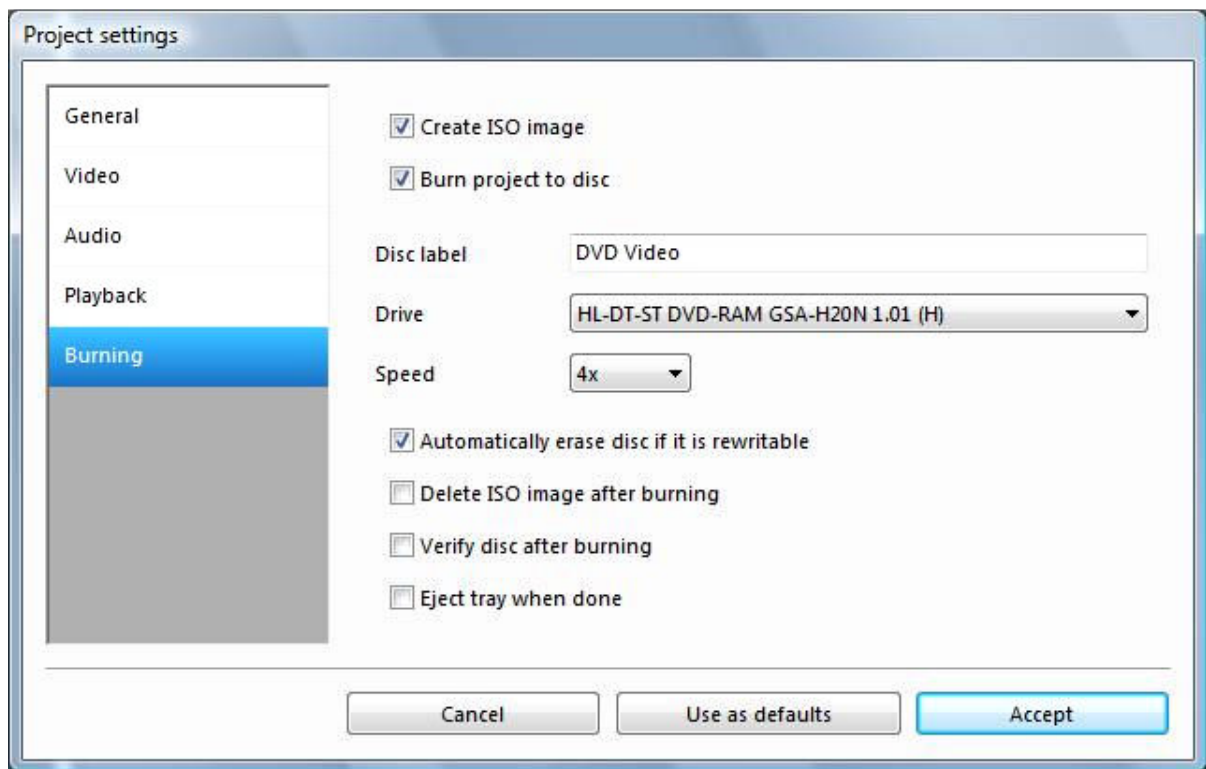 Project settings
General
Video
Audio
Playback
Burning
Create ISO image
Burn project to disc
Disc label DVD Video
Drive HL-DT-ST DVD-RAM GSA-H20N 1.01 (H)
Speed 4x
Automatically erase disc if it is rewritable
Delete ISO image after burning
Verify disc after burning
Eject tray when done
Cancel Use as defaults Accept